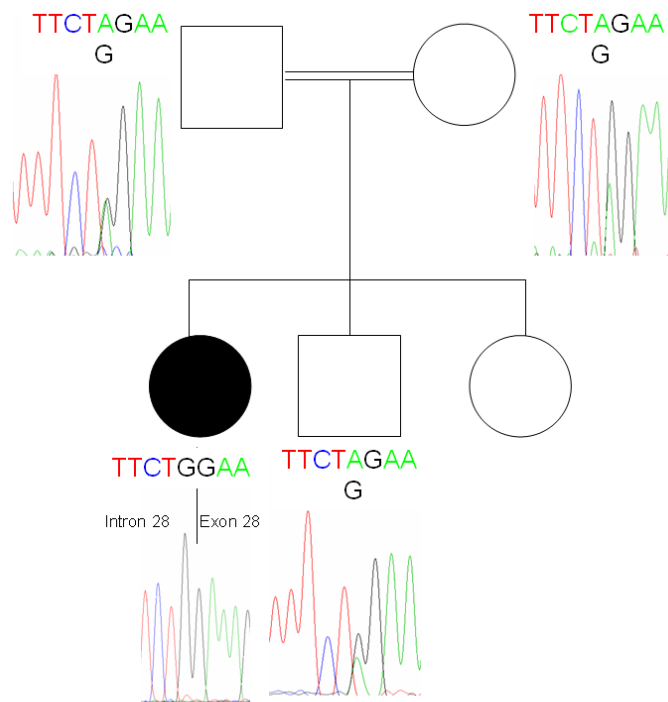 TTCTAGAA
G
TTCTAGAA
G
TTCTGGAA
Intron 28
Exon 28
TTCTAGAA
G